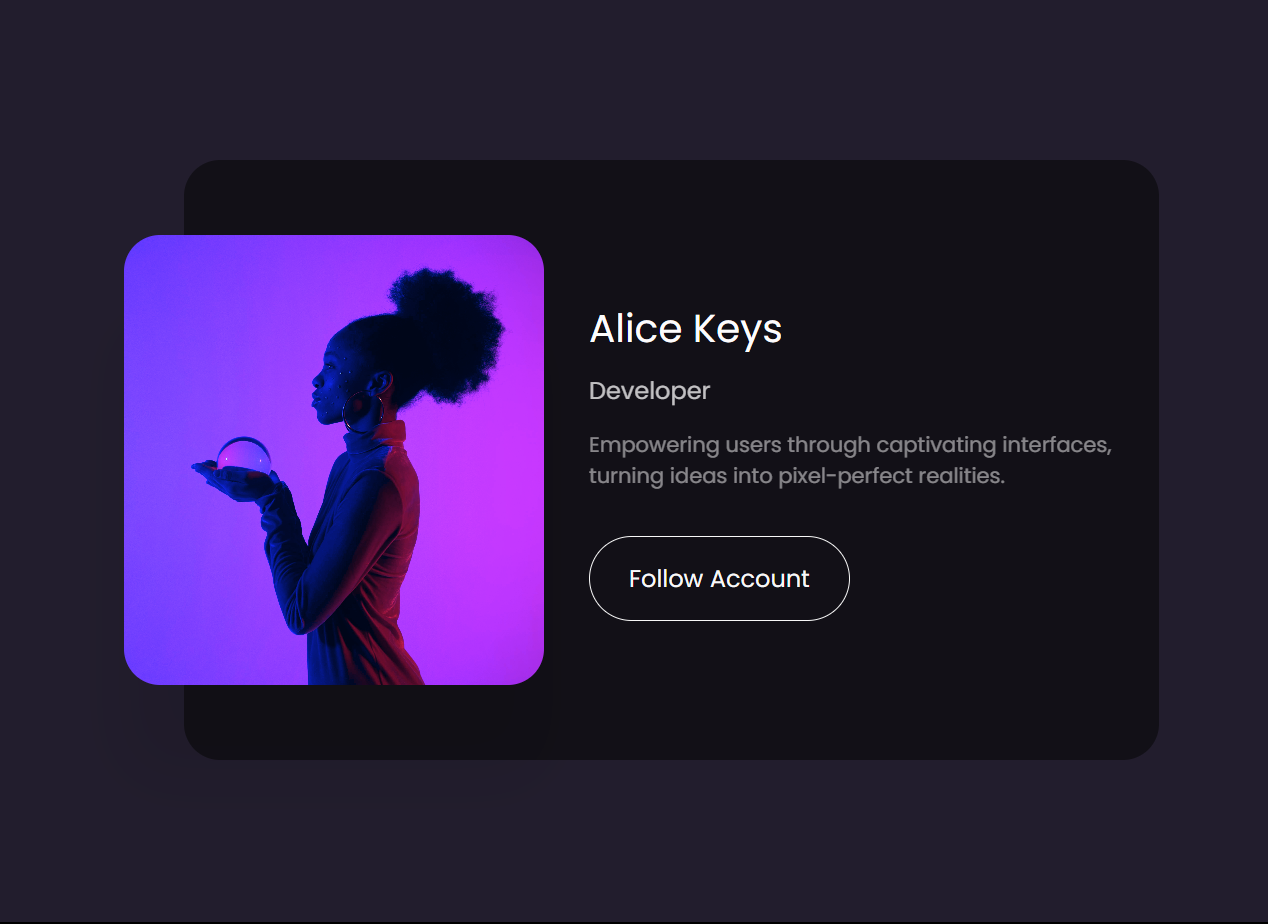 Alice Keys
Developer
Empowering users through captivating interfaces,
turning ideas into pixel-perfect realities.
Follow Account